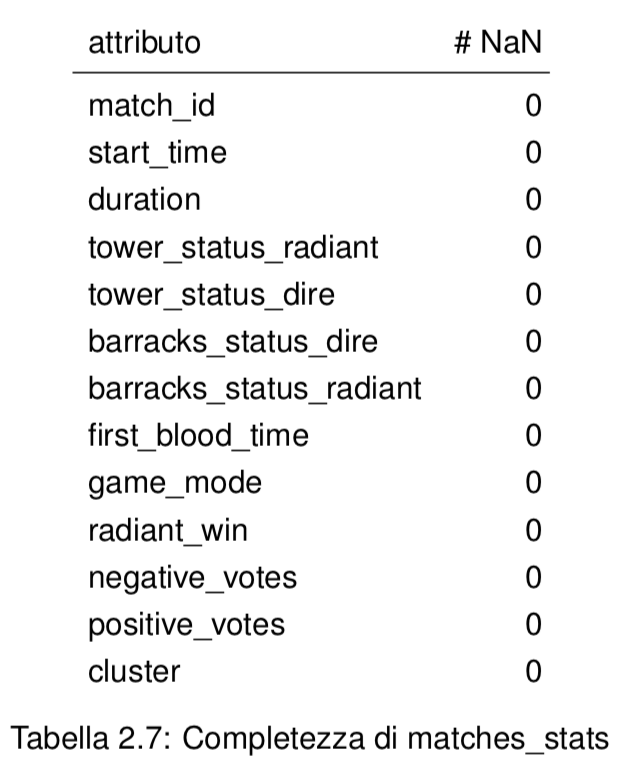 attributo # NaN
match_id 0
start_time 0
duration 0
tower_status_radiant 0
tower_status_dire 0
barracks_status_dire 0
barracks_status_radiant 0
first_blood_time 0
game_mode 0
radiant_win 0
negative_votes 0
positive_votes 0
cluster 0
Tabella 2.7: Completezza di matches_stats